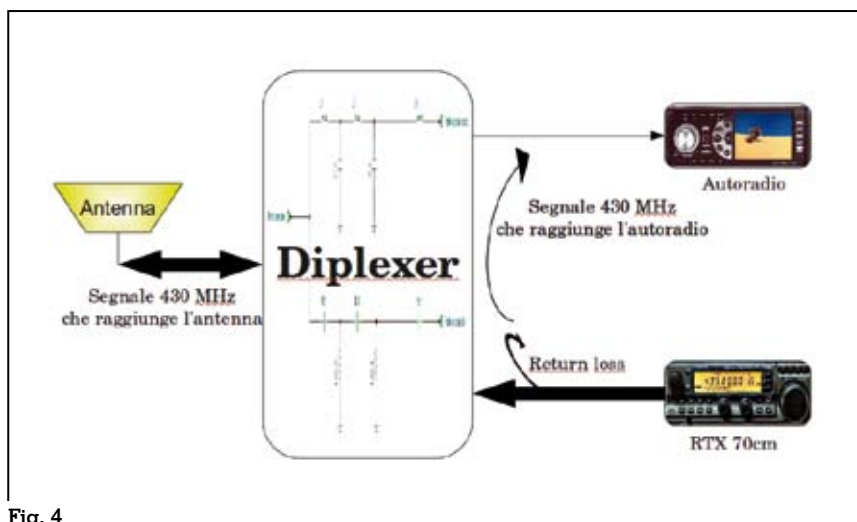 Antenna
Segnale 430 MHz
che raggiunge l'antenna
Diplexer
Autoradio
Segnale 430 MHz
che raggiunge l'autoradio
Return loss
RTX 70cm
Fig. 4